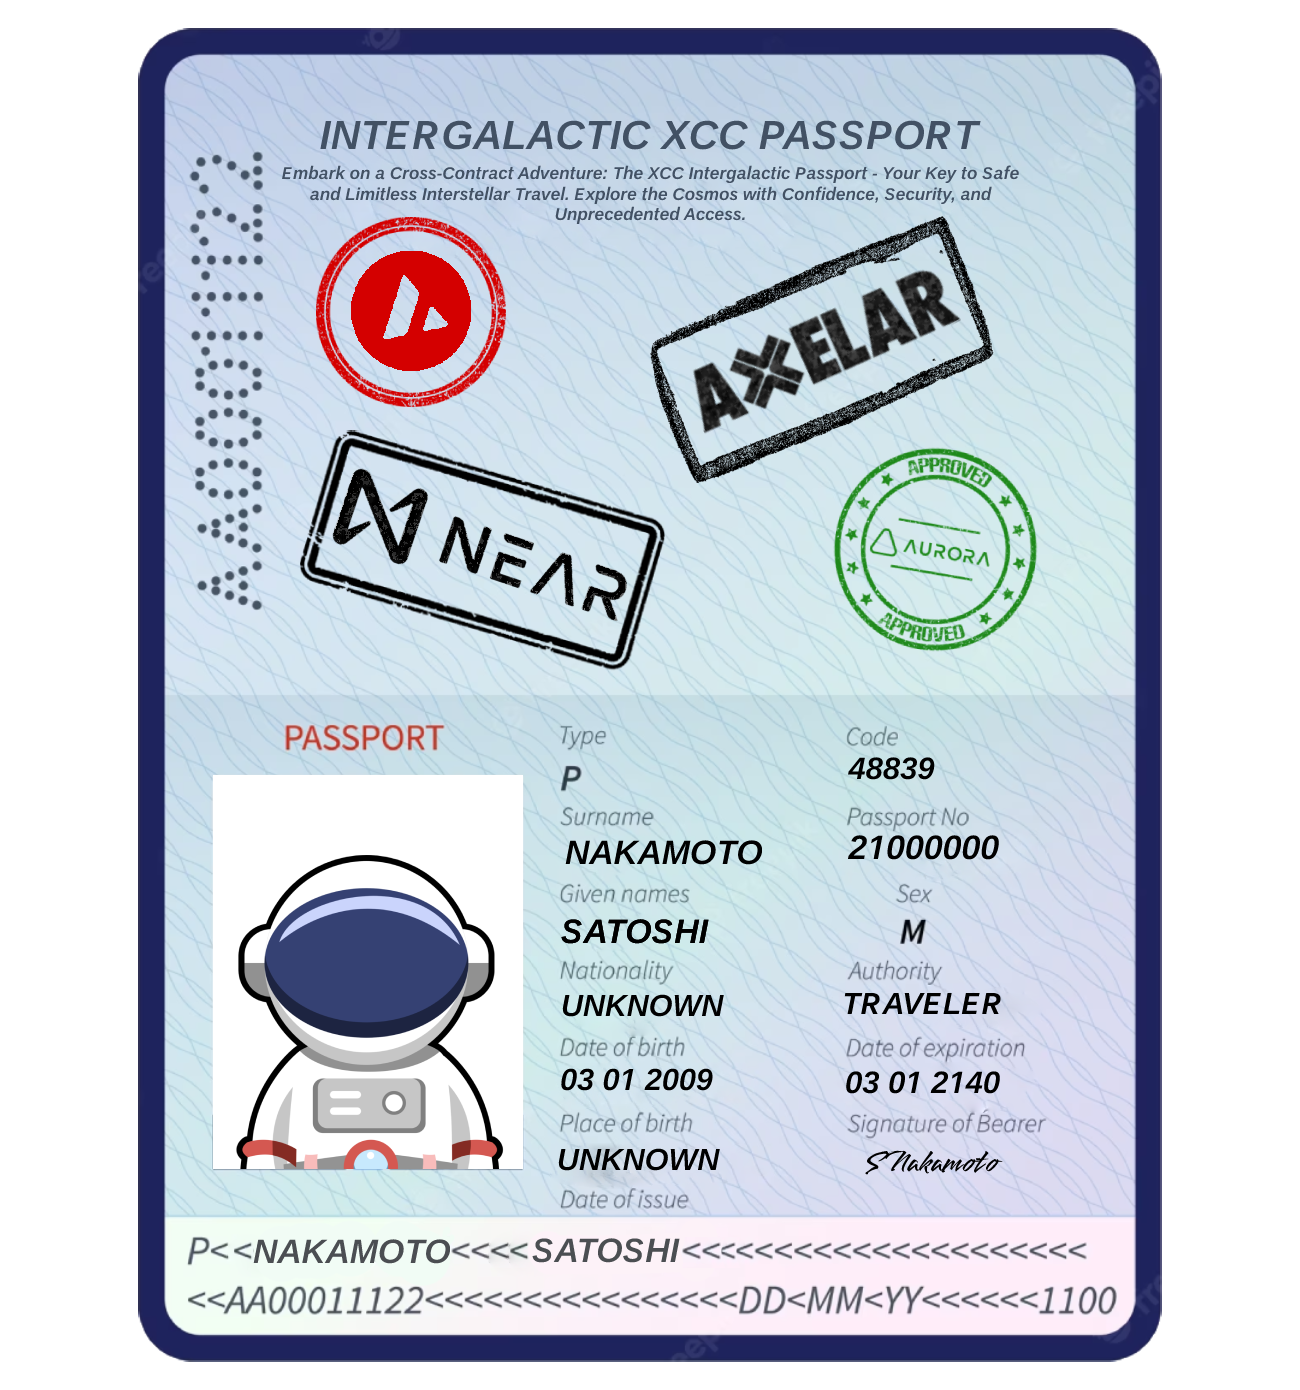 INTERGALACTIC XCC PASSPORT
Embark on a Cross-Contract Adventure: The XCC Intergalactic Passport - Your Key to Safe
and Limitless Interstellar Travel. Explore the Cosmos with Confidence, Security, and
Unprecedented Access.
AXELAR
NEAR
APPROVED
AURORA
APPROVED
PASSPORT
Type
P
Code
48839
Surname
NAKAMOTO
Passport No
21000000
Given names
SATOSHI
Sex
M
Nationality
UNKNOWN
Authority
TRAVELER
Date of birth
03 01 2009
Date of expiration
03 01 2140
Place of birth
UNKNOWN
Signature of Bearer
SNakamoto
Date of issue
P<<NAKAMOTO<<<<SATOSHI<<<<<<<<<<<<<<<<<<<<<
<<AA00011122<<<<<<<<<<<<<<<<DD<MM<YY<<<<<<1100